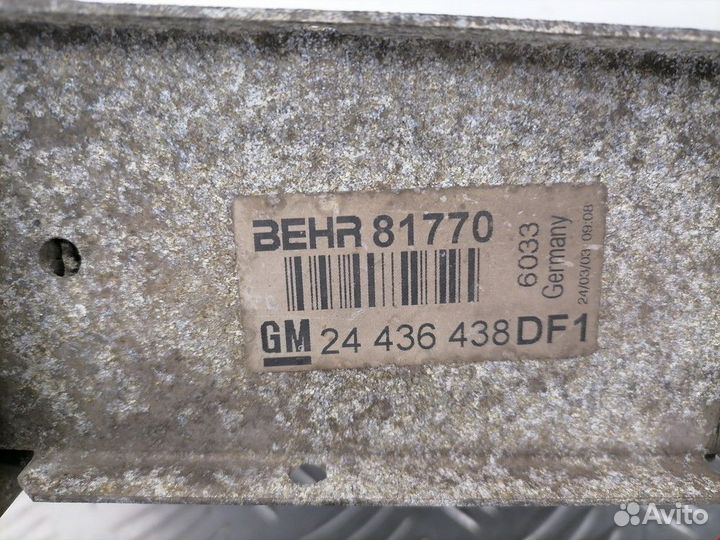 BEHR 81770
GM 24 436 438 DF1
6033
Germany
24/03/03 09:08
Avito